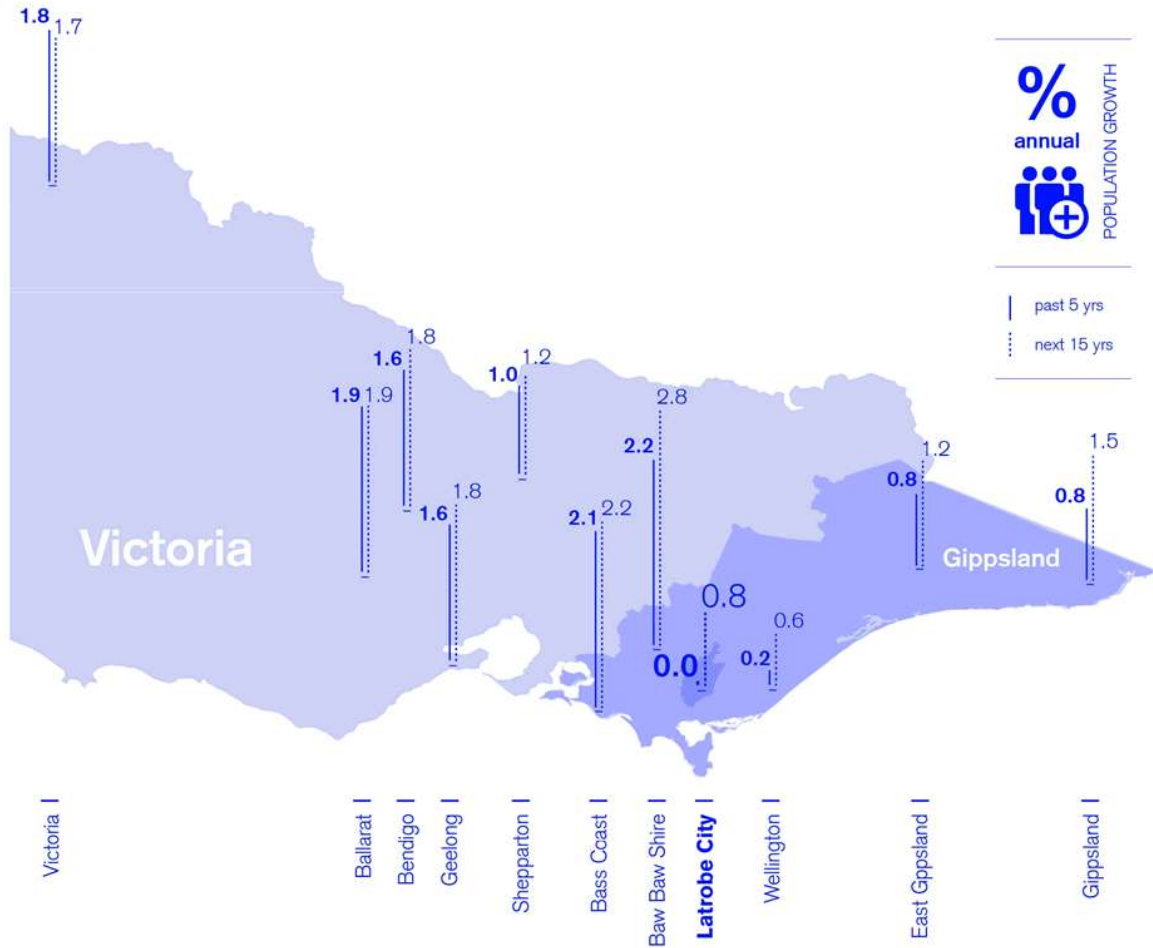 1.8 1.7
%
annual
POPULATION GROWTH
past 5 yrs
next 15 yrs
1.6 1.8
1.0 1.2
1.9 1.9
2.2 2.8
1.6 1.8
2.1 2.2
0.8 1.2
0.8 1.5
Victoria
Gippsland
0.0 0.8
0.2 0.6
Victoria
Ballarat
Bendigo
Geelong
Shepparton
Bass Coast
Baw Baw Shire
Latrobe City
Wellington
East Gppsland
Gippsland